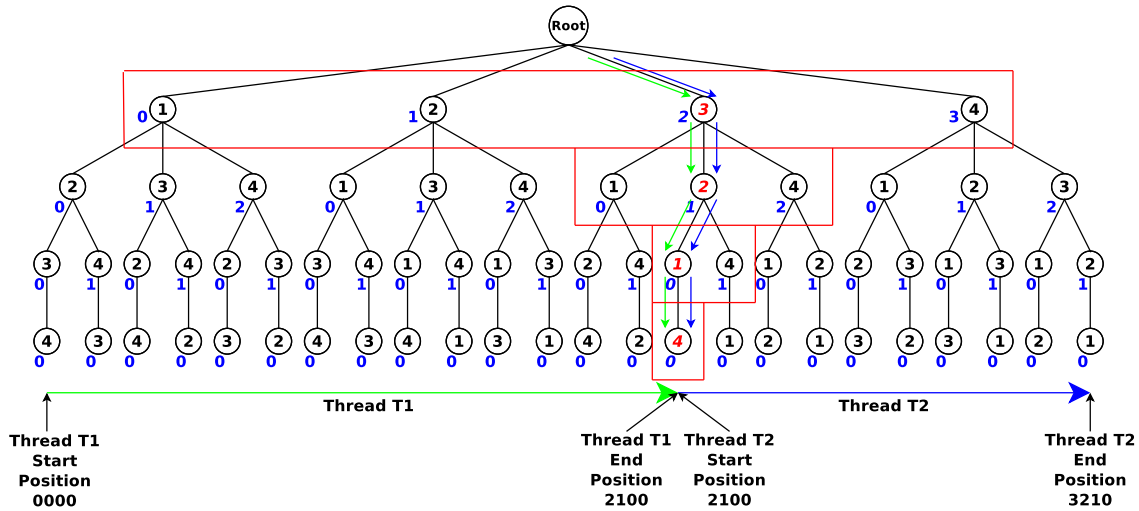 Root
1 2 3 4
0 1 2 3
2 3 4 1 3 4 1 2 4 1 2 3
0 1 2 0 1 2 0 1 2 0 1 2
3 4 2 4 2 3 3 4 1 4 1 3 2 4 1 4 1 2 2 3 1 3 1 2
0 1 0 1 0 1 0 1 0 1 0 1 0 1 0 1 0 1 0 1 0 1 0 1
4 3 4 2 3 2 4 3 4 1 3 1 4 2 4 1 2 1 3 2 3 1 2 1
0 0 0 0 0 0 0 0 0 0 0 0 0 0 0 0 0 0 0 0 0 0 0 0
Thread T1
Thread T2
Thread T1
Start
Position
0000
Thread T1
End
Position
2100
Thread T2
Start
Position
2100
Thread T2
End
Position
3210